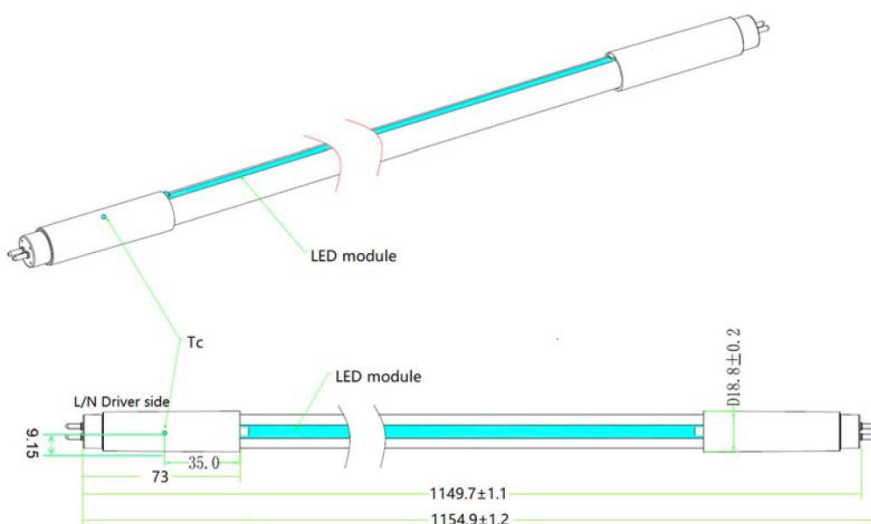 LED module
Tc
D18.8±0.2
LED module
L/N Driver side
9.15
35.0
73
1149.7±1.1
1154.9±1.2